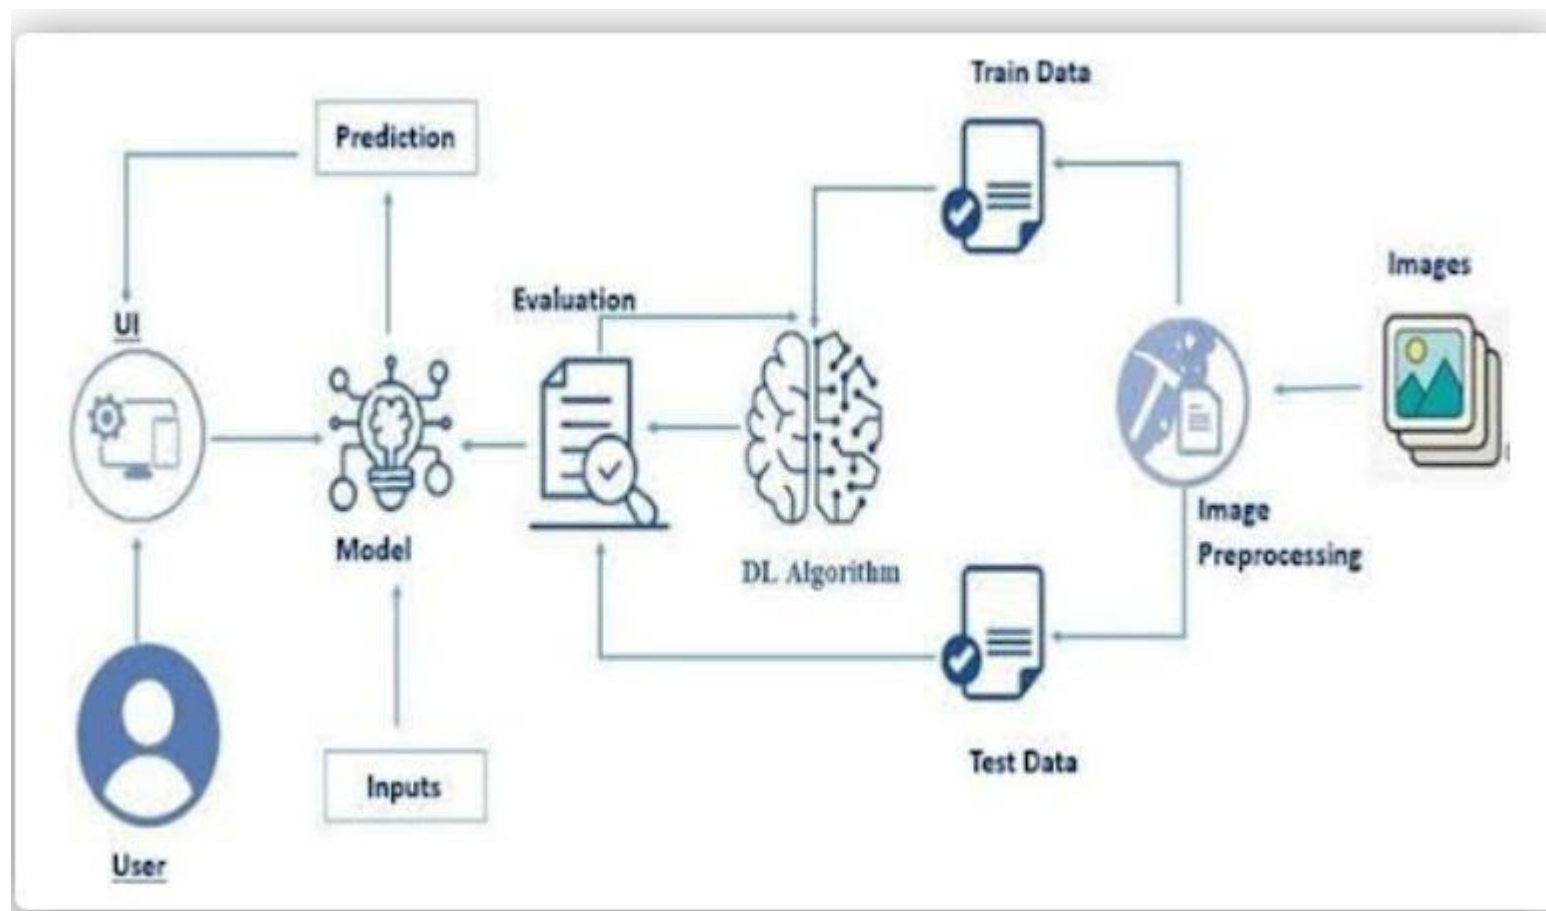 Train Data
Prediction
Images
Evaluation
UI
Image
Preprocessing
Model
DL Algorithm
Test Data
Inputs
User